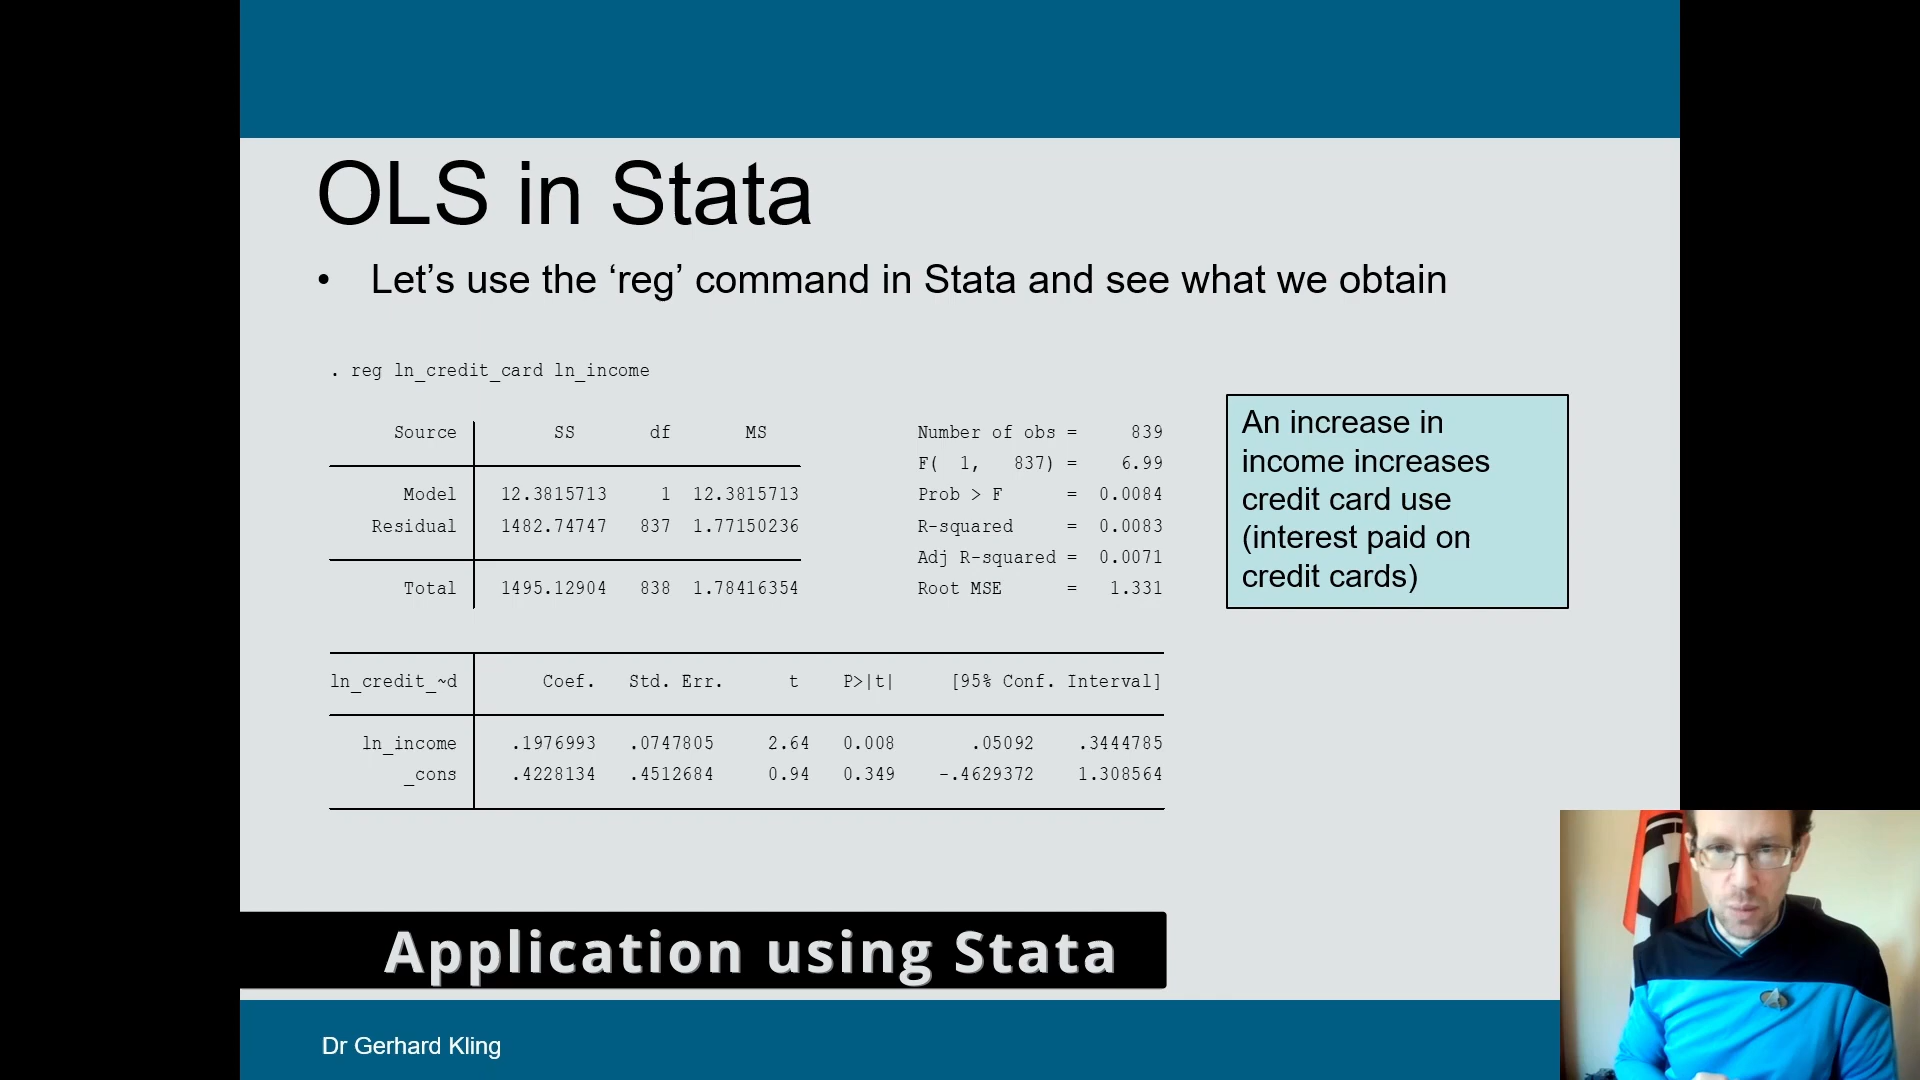 OLS in Stata
• Let’s use the ‘reg’ command in Stata and see what we obtain
. reg ln_credit_card ln_income
Source SS df MS Number of obs = 839
F( 1, 837) = 6.99
Model 12.3815713 1 12.3815713 Prob > F = 0.0084
Residual 1482.74747 837 1.77150236 R-squared = 0.0083
Adj R-squared = 0.0071
Total 1495.12904 838 1.78416354 Root MSE = 1.331
ln_credit_~d Coef. Std. Err. t P>|t| [95% Conf. Interval]
ln_income .1976993 .0747805 2.64 0.008 .05092 .3444785
_cons .4228134 .4512684 0.94 0.349 -.4629372 1.308564
An increase in
income increases
credit card use
(interest paid on
credit cards)
Application using Stata
Dr Gerhard Kling